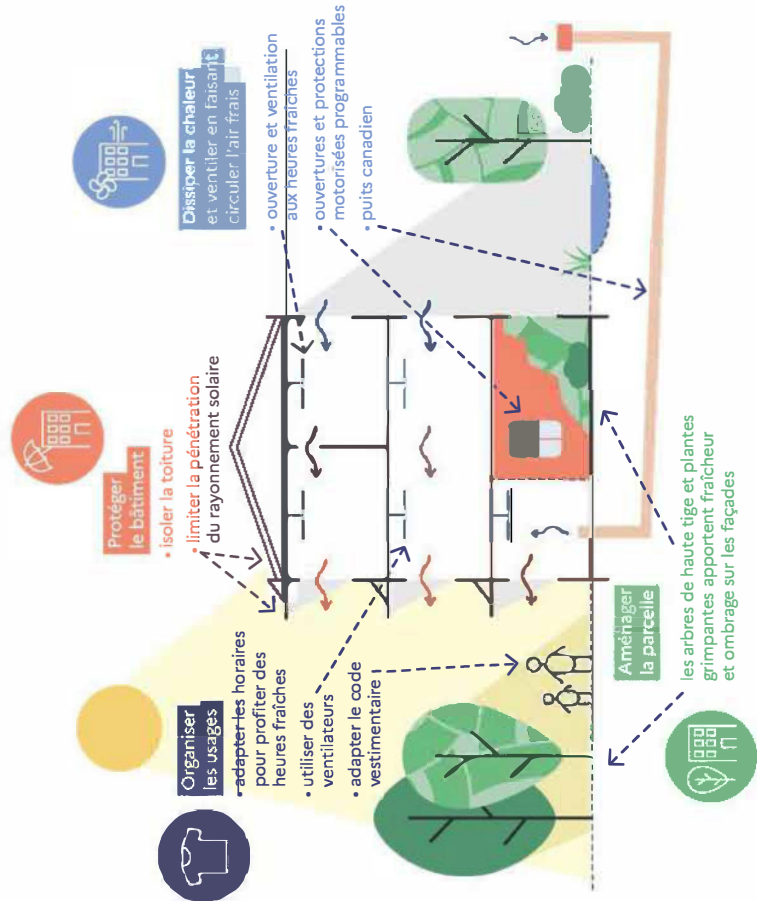 Organiser
les usages
• adapter les horaires
pour profiter des
heures fraîches
• utiliser des
ventilateurs
• adapter le code
vestimentaire
Protéger
le bâtiment
• isoler la toiture
• limiter la pénétration
du rayonnement solaire
Dissiper la chaleur
et ventiler en faisant
circuler l'air frais
• ouverture et ventilation
aux heures fraîches
• ouvertures et protections
motorisées programmables
• puits canadien
Aménager
la parcelle
les arbres de haute tige et plantes
grimpantes apportent fraîcheur
et ombrage sur les façades